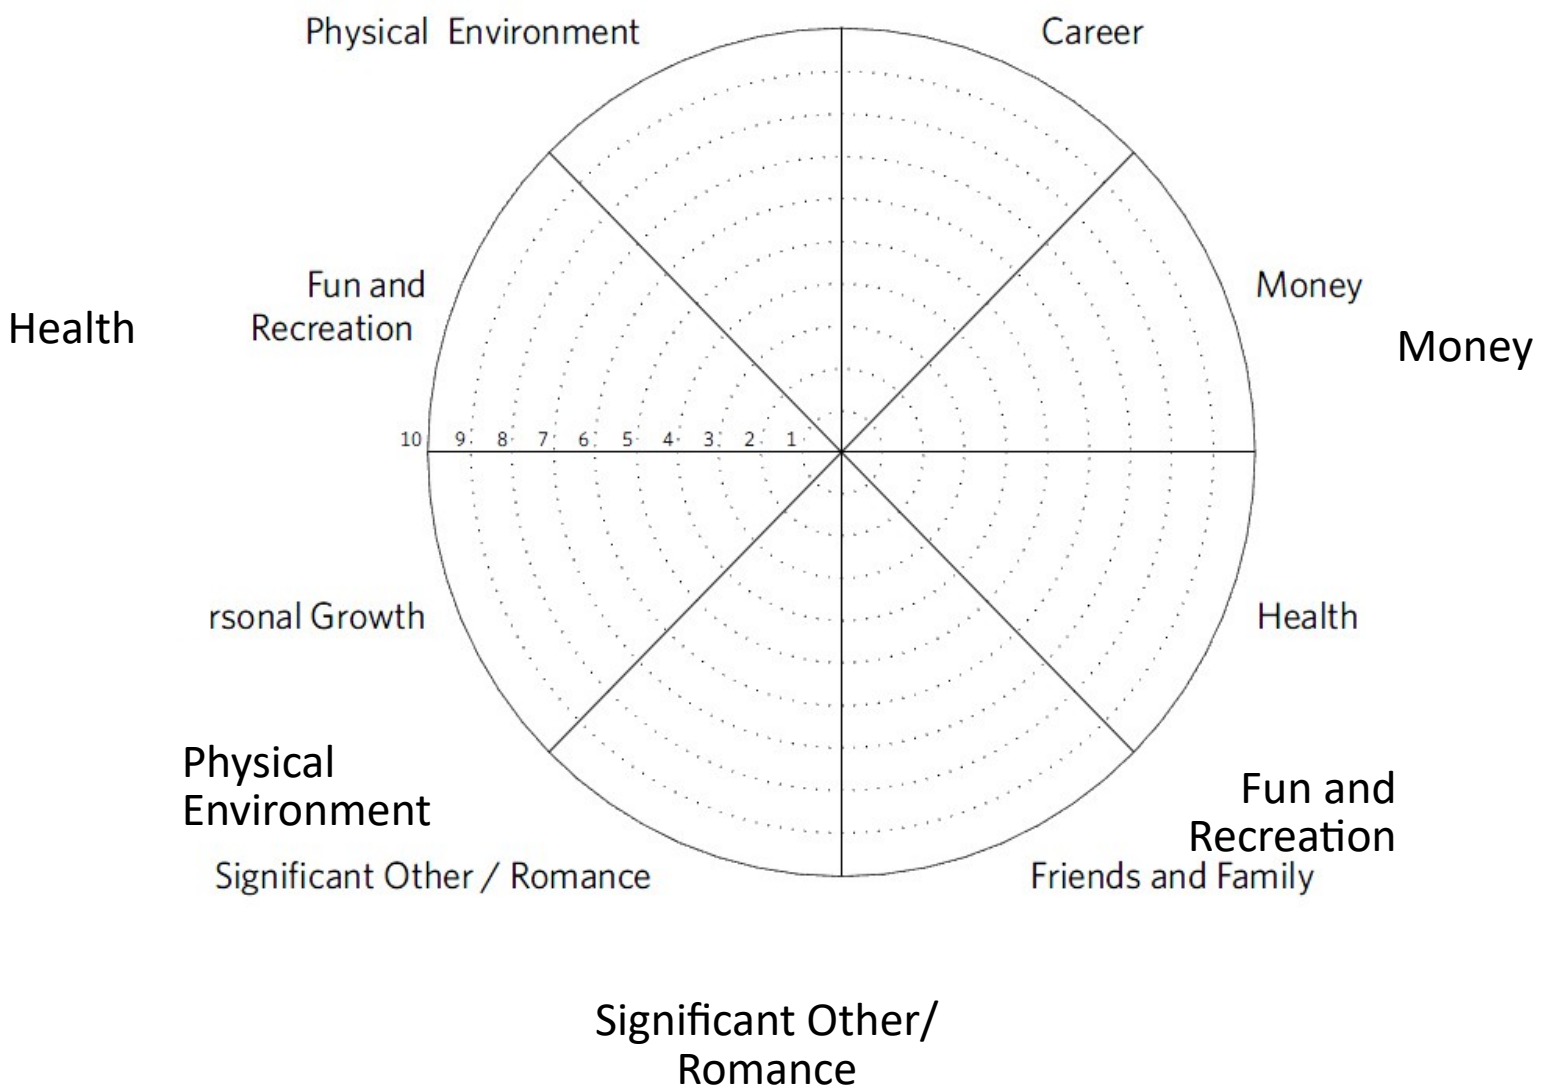 Physical Environment
Career
Fun and
Recreation
Money
Health
Money
10 9 8 7 6 5 4 3 2 1
rsonal Growth
Health
Physical
Environment
Fun and
Recreation
Significant Other / Romance
Friends and Family
Significant Other/
Romance